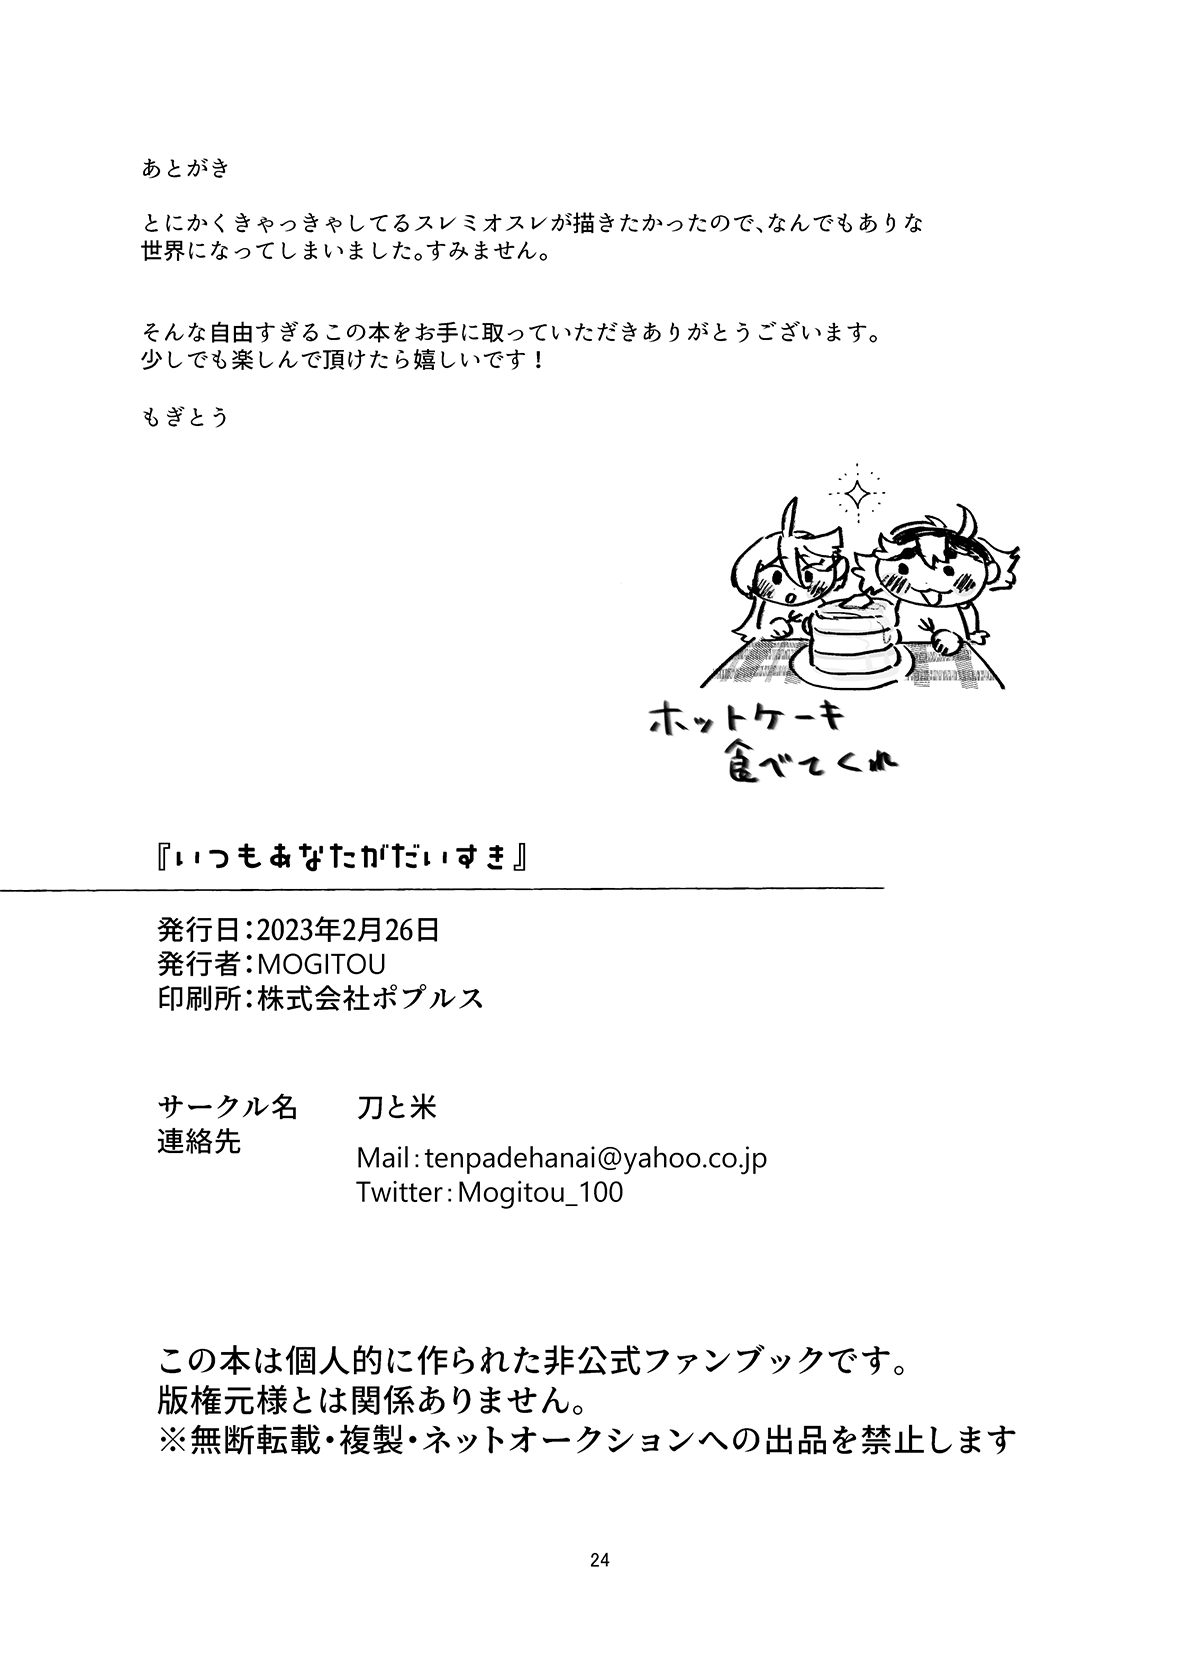 あとがき
とにかくきゃっきゃしてるスレミオスレが描きたかったので、なんでもありな
世界になってしまいました。すみません。
そんな自由すぎるこの本をお手に取っていただきありがとうございます。
少しでも楽しんで頂けたら嬉しいです！
もぎとう
ホットケーキ
食べてくれ
『いつもあなたがだいすき』
発行日：2023年2月26日
発行者：MOGITOU
印刷所：株式会社ポプルス
サークル名　刀と米
連絡先
Mail：tenpadehanai@yahoo.co.jp
Twitter：Mogitou_100
この本は個人的に作られた非公式ファンブックです。
版権元様とは関係ありません。
※無断転載・複製・ネットオークションへの出品を禁止します
24